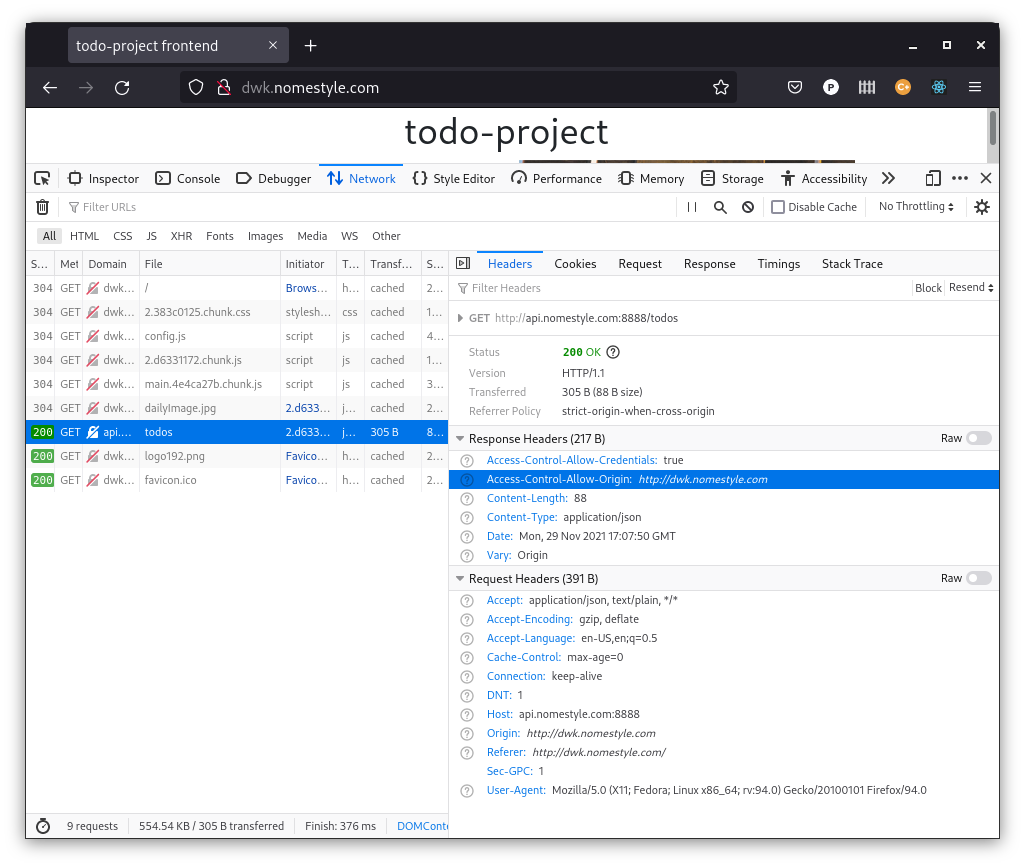 todo-project frontend
dwk.nomestyle.com
P
C+
todo-project
Inspector Console Debugger Network Style Editor Performance Memory Storage Accessibility
Filter URLs
Disable Cache No Throttling
All HTML CSS JS XHR Fonts Images Media WS Other
S... Met Domain File Initiator T... Transf... S...
304 GET dwk... / Brows... h... cached 2...
304 GET dwk... 2.383c0125.chunk.css stylesh... css cached 1...
304 GET dwk... config.js script js cached 4...
304 GET dwk... 2.d6331172.chunk.js script js cached 1...
304 GET dwk... main.4e4ca27b.chunk.js script js cached 3...
304 GET dwk... dailyImage.jpg 2.d633... j... cached 2...
200 GET api.... todos 2.d633... j... 305 B 8...
200 GET dwk... logo192.png Favico... h... cached 2...
200 GET dwk... favicon.ico Favico... h... cached 2...
9 requests 554.54 KB / 305 B transferred Finish: 376 ms DOMConte
Headers Cookies Request Response Timings Stack Trace
Filter Headers Block Resend
GET http://api.nomestyle.com:8888/todos
Status 200 OK
Version HTTP/1.1
Transferred 305 B (88 B size)
Referrer Policy strict-origin-when-cross-origin
Response Headers (217 B) Raw
Access-Control-Allow-Credentials: true
Access-Control-Allow-Origin: http://dwk.nomestyle.com
Content-Length: 88
Content-Type: application/json
Date: Mon, 29 Nov 2021 17:07:50 GMT
Vary: Origin
Request Headers (391 B) Raw
Accept: application/json, text/plain, */*
Accept-Encoding: gzip, deflate
Accept-Language: en-US,en;q=0.5
Cache-Control: max-age=0
Connection: keep-alive
DNT: 1
Host: api.nomestyle.com:8888
Origin: http://dwk.nomestyle.com
Referer: http://dwk.nomestyle.com/
Sec-GPC: 1
User-Agent: Mozilla/5.0 (X11; Fedora; Linux x86_64; rv:94.0) Gecko/20100101 Firefox/94.0